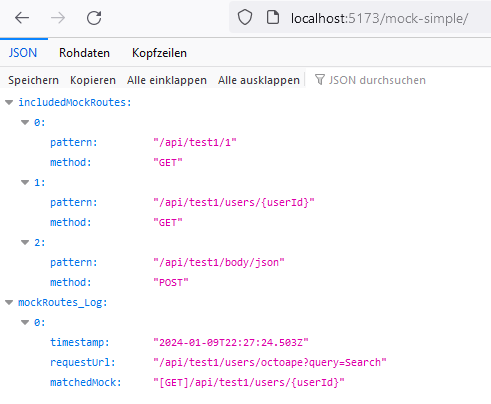 localhost:5173/mock-simple/
JSON Rohdaten Kopfzeilen
Speichern Kopieren Alle einklappen Alle ausklappen JSON durchsuchen
includedMockRoutes:
0:
pattern: "/api/test1/1"
method: "GET"
1:
pattern: "/api/test1/users/{userId}"
method: "GET"
2:
pattern: "/api/test1/body/json"
method: "POST"
mockRoutes_Log:
0:
timestamp: "2024-01-09T22:27:24.503Z"
requestUrl: "/api/test1/users/octoape?query=Search"
matchedMock: "[GET]/api/test1/users/{userId}"